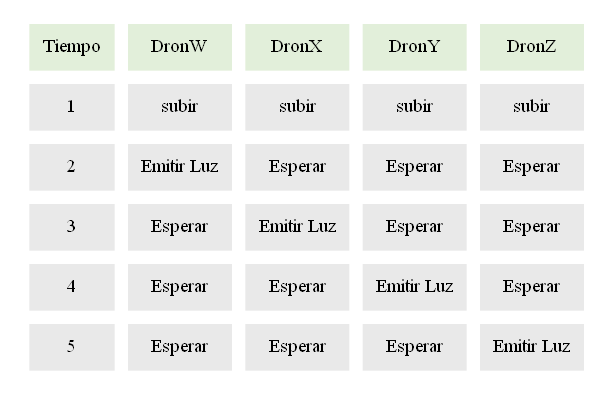 Tiempo DronW DronX DronY DronZ
1 subir subir subir subir
2 Emitir Luz Esperar Esperar Esperar
3 Esperar Emitir Luz Esperar Esperar
4 Esperar Esperar Emitir Luz Esperar
5 Esperar Esperar Esperar Emitir Luz